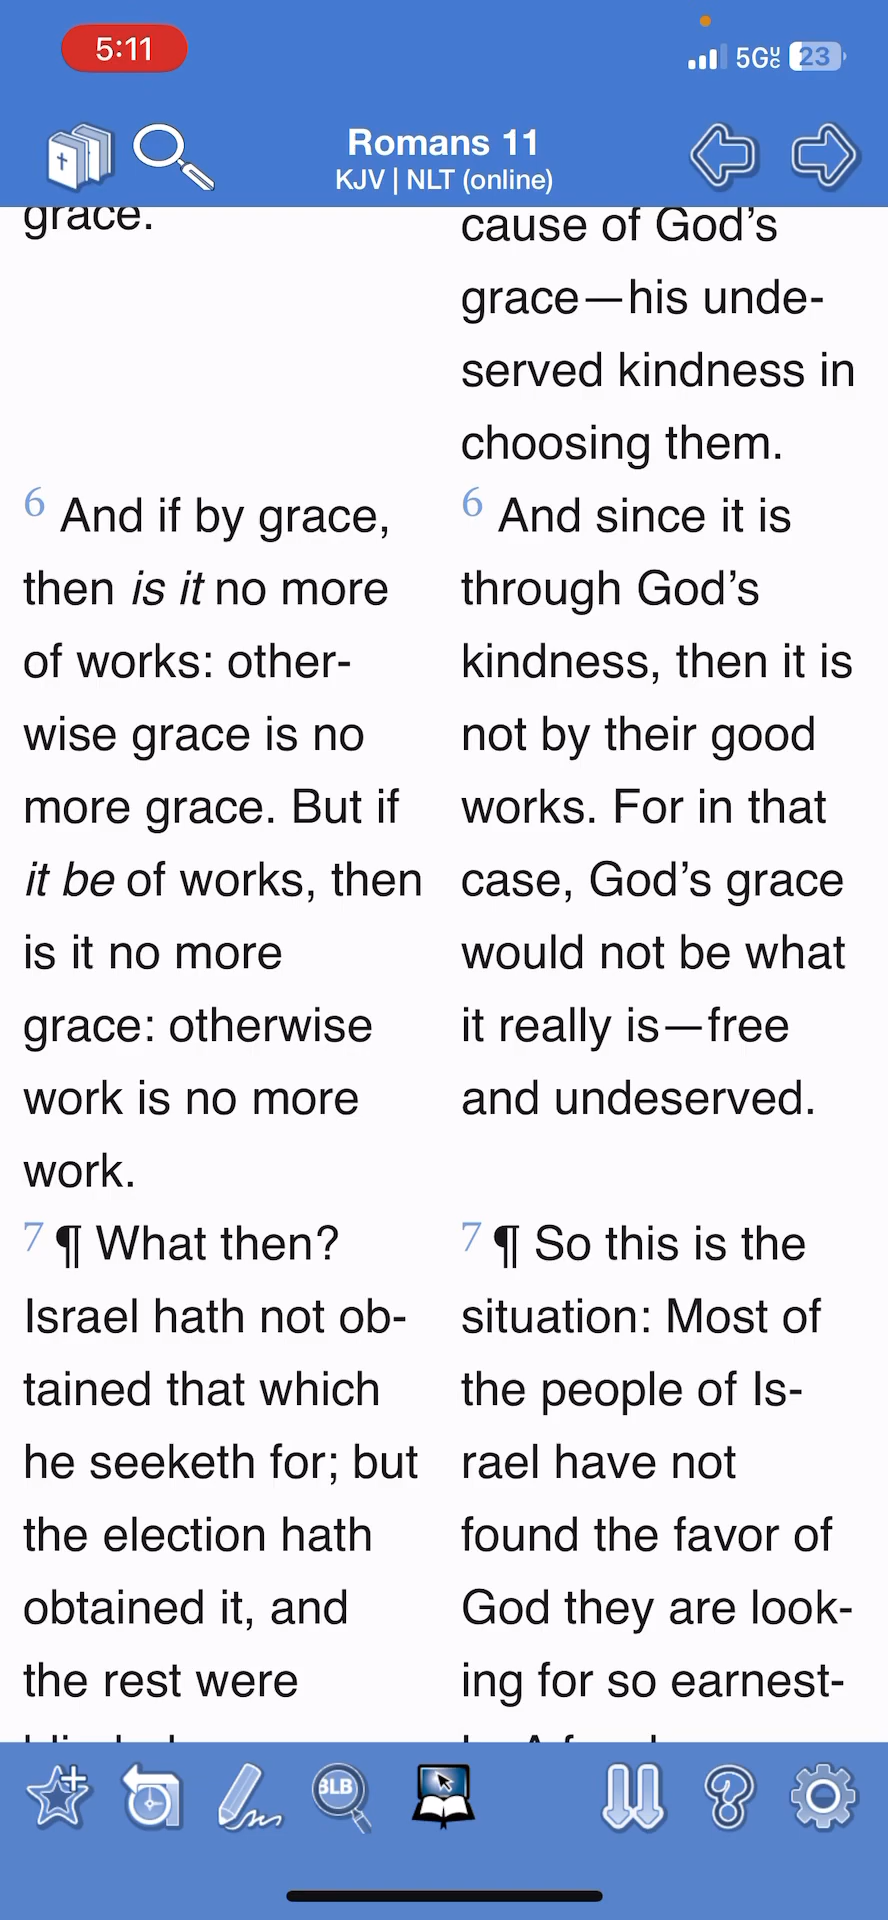 5:11
5G UC 23
Romans 11
KJV | NLT (online)
grace.
6 And if by grace,
then is it no more
of works: other-
wise grace is no
more grace. But if
it be of works, then
is it no more
grace: otherwise
work is no more
work.
7 ¶ What then?
Israel hath not ob-
tained that which
he seeketh for; but
the election hath
obtained it, and
the rest were
cause of God’s
grace—his unde-
served kindness in
choosing them.
6 And since it is
through God’s
kindness, then it is
not by their good
works. For in that
case, God’s grace
would not be what
it really is—free
and undeserved.
7 ¶ So this is the
situation: Most of
the people of Is-
rael have not
found the favor of
God they are look-
ing for so earnest-
BLB